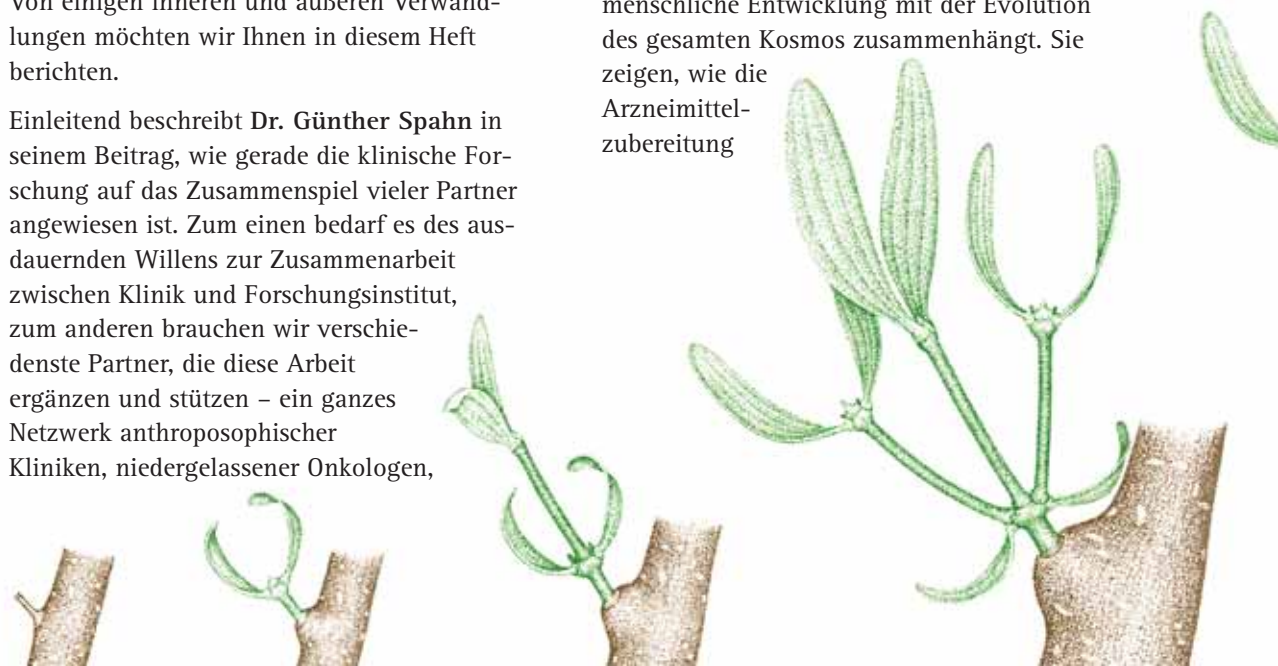 Von einigen inneren und äußeren Verwand-
lungen möchten wir Ihnen in diesem Heft
berichten.
Einleitend beschreibt Dr. Günther Spahn in
seinem Beitrag, wie gerade die klinische For-
schung auf das Zusammenspiel vieler Partner
angewiesen ist. Zum einen bedarf es des aus-
dauernden Willens zur Zusammenarbeit
zwischen Klinik und Forschungsinstitut,
zum anderen brauchen wir verschie-
denste Partner, die diese Arbeit
ergänzen und stützen – ein ganzes
Netzwerk anthroposophischer
Kliniken, niedergelassener Onkologen,
menschliche Entwicklung mit der Evolution
des gesamten Kosmos zusammenhängt. Sie
zeigen, wie die
Arzneimittel-
zubereitung